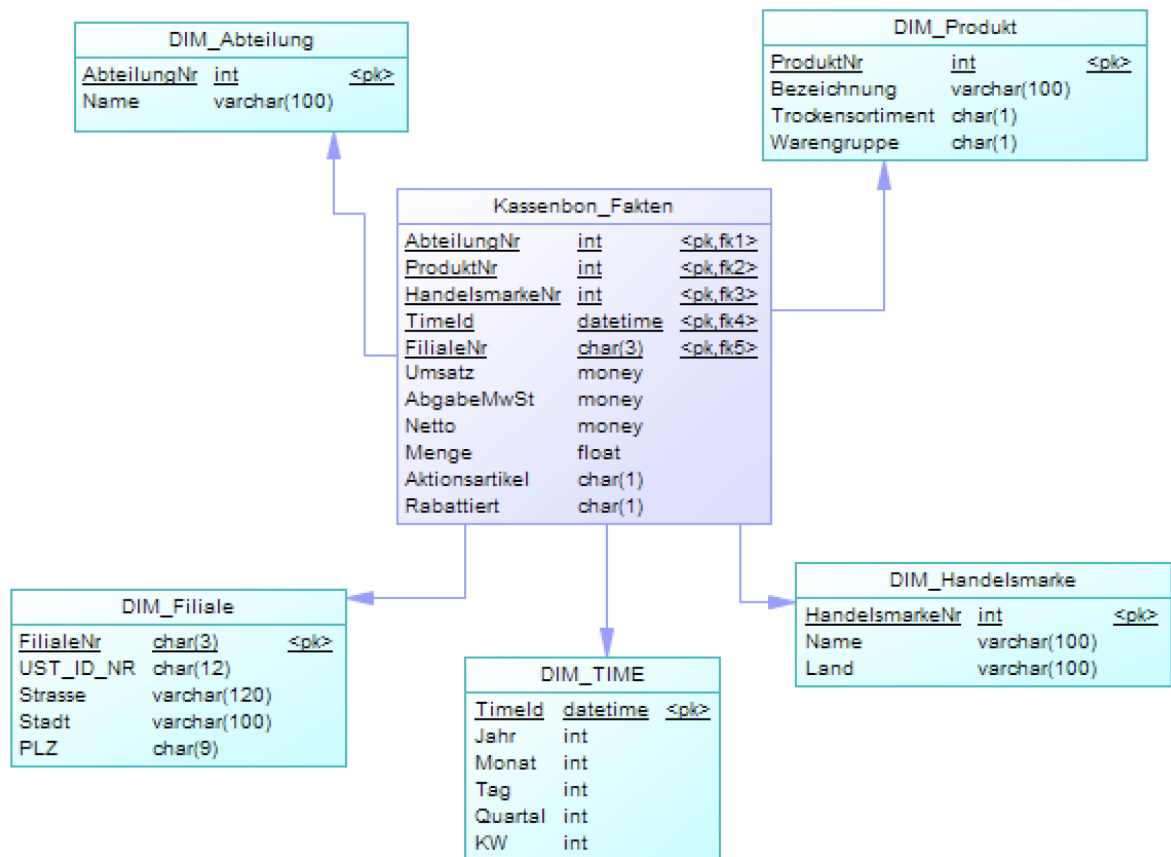 DIM_Abteilung
AbteilungNr int <pk>
Name varchar(100)
DIM_Produkt
ProduktNr int <pk>
Bezeichnung varchar(100)
Trockensortiment char(1)
Warengruppe char(1)
Kassenbon_Fakten
AbteilungNr int <pk,fk1>
ProduktNr int <pk,fk2>
HandelsmarkeNr int <pk,fk3>
TimeId datetime <pk,fk4>
FilialeNr char(3) <pk,fk5>
Umsatz money
AbgabeMwSt money
Netto money
Menge float
Aktionsartikel char(1)
Rabattiert char(1)
DIM_Filiale
FilialeNr char(3) <pk>
UST_ID_NR char(12)
Strasse varchar(120)
Stadt varchar(100)
PLZ char(9)
DIM_TIME
TimeId datetime <pk>
Jahr int
Monat int
Tag int
Quartal int
KW int
DIM_Handelsmarke
HandelsmarkeNr int <pk>
Name varchar(100)
Land varchar(100)